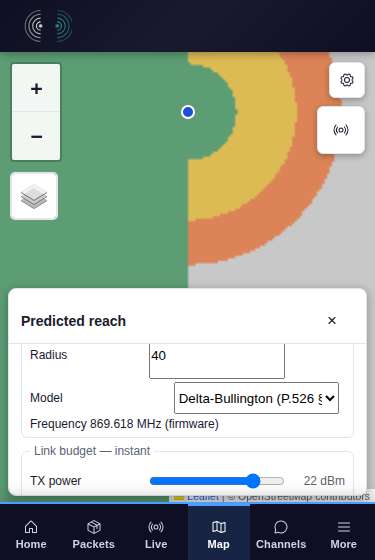 +
−
Predicted reach
×
Radius
40
Model
Delta-Bullington (P.526 §
Frequency 869.618 MHz (firmware)
Link budget — instant
TX power
22 dBm
Leaflet | © OpenStreetMap contributors
Home
Packets
Live
Map
Channels
More